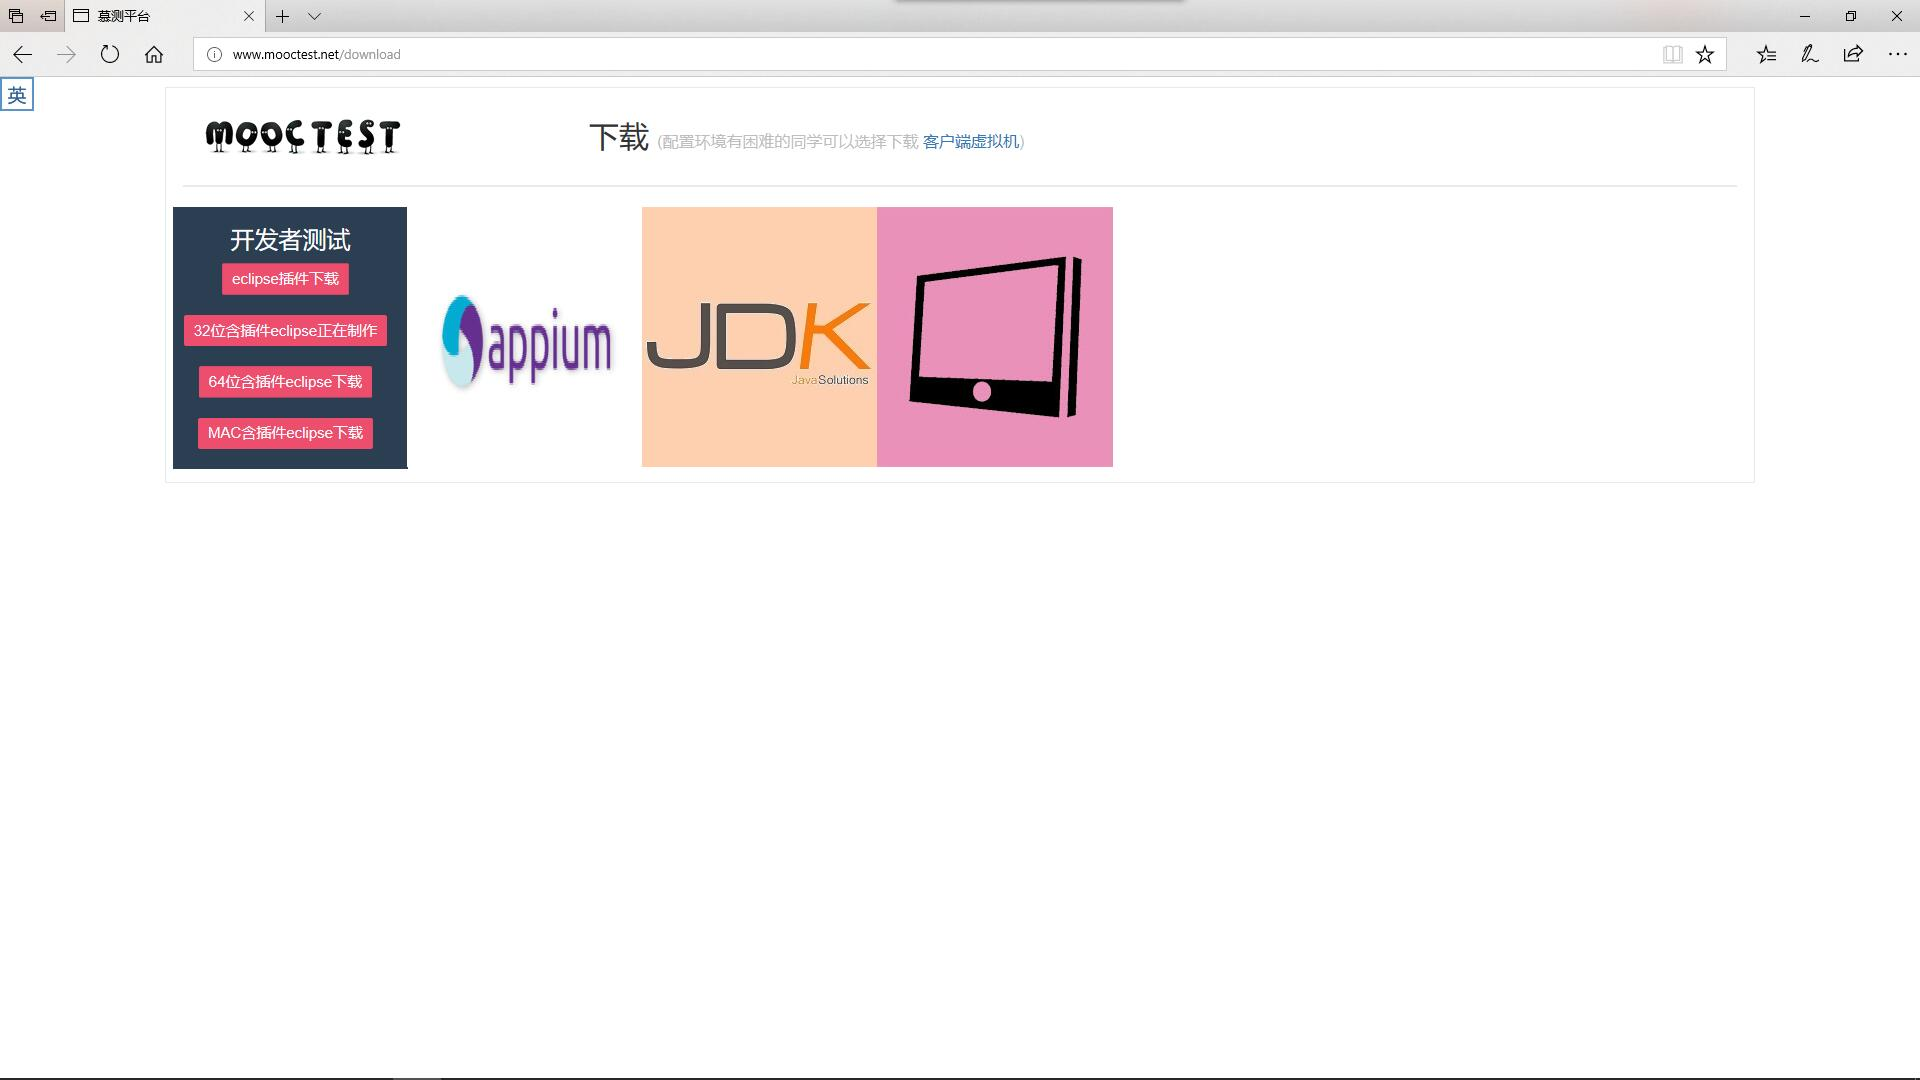 慕测平台
www.mooctest.net/download
英
MOOCTEST
下载 (配置环境有困难的同学可以选择下载 客户端虚拟机)
开发者测试
eclipse插件下载
32位含插件eclipse正在制作
64位含插件eclipse下载
MAC含插件eclipse下载
appium
JDK
JavaSolutions